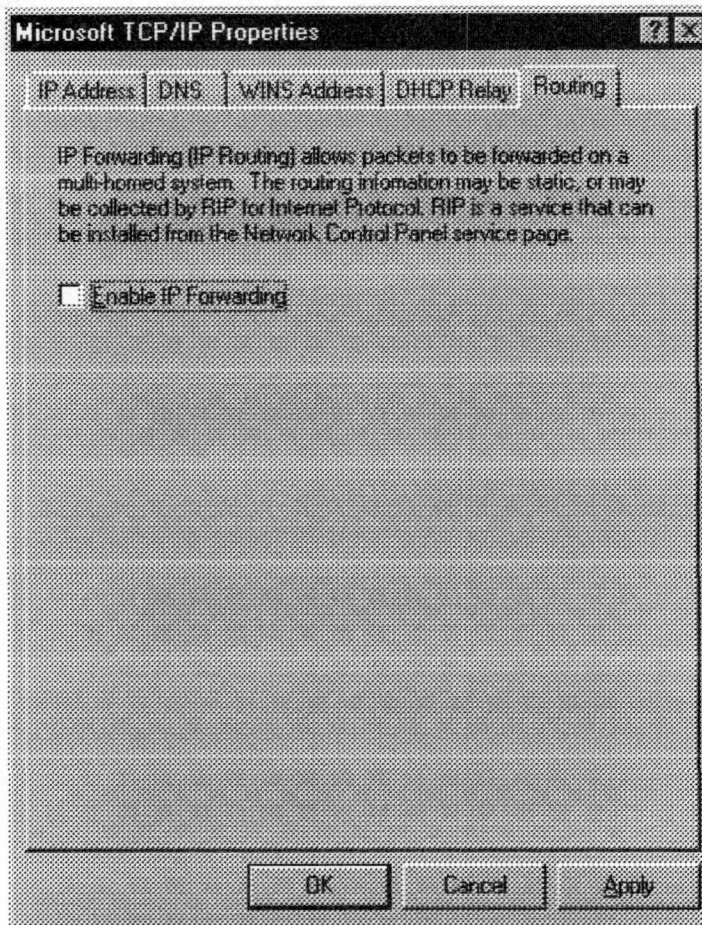 Microsoft TCP/IP Properties
IP Address DNS WINS Address DHCP Relay Routing
IP Forwarding (IP Routing) allows packets to be forwarded on a
multi-homed system. The routing infomation may be static, or may
be collected by RIP for Internet Protocol. RIP is a service that can
be installed from the Network Control Panel service page.
Enable IP Forwarding
OK Cancel Apply